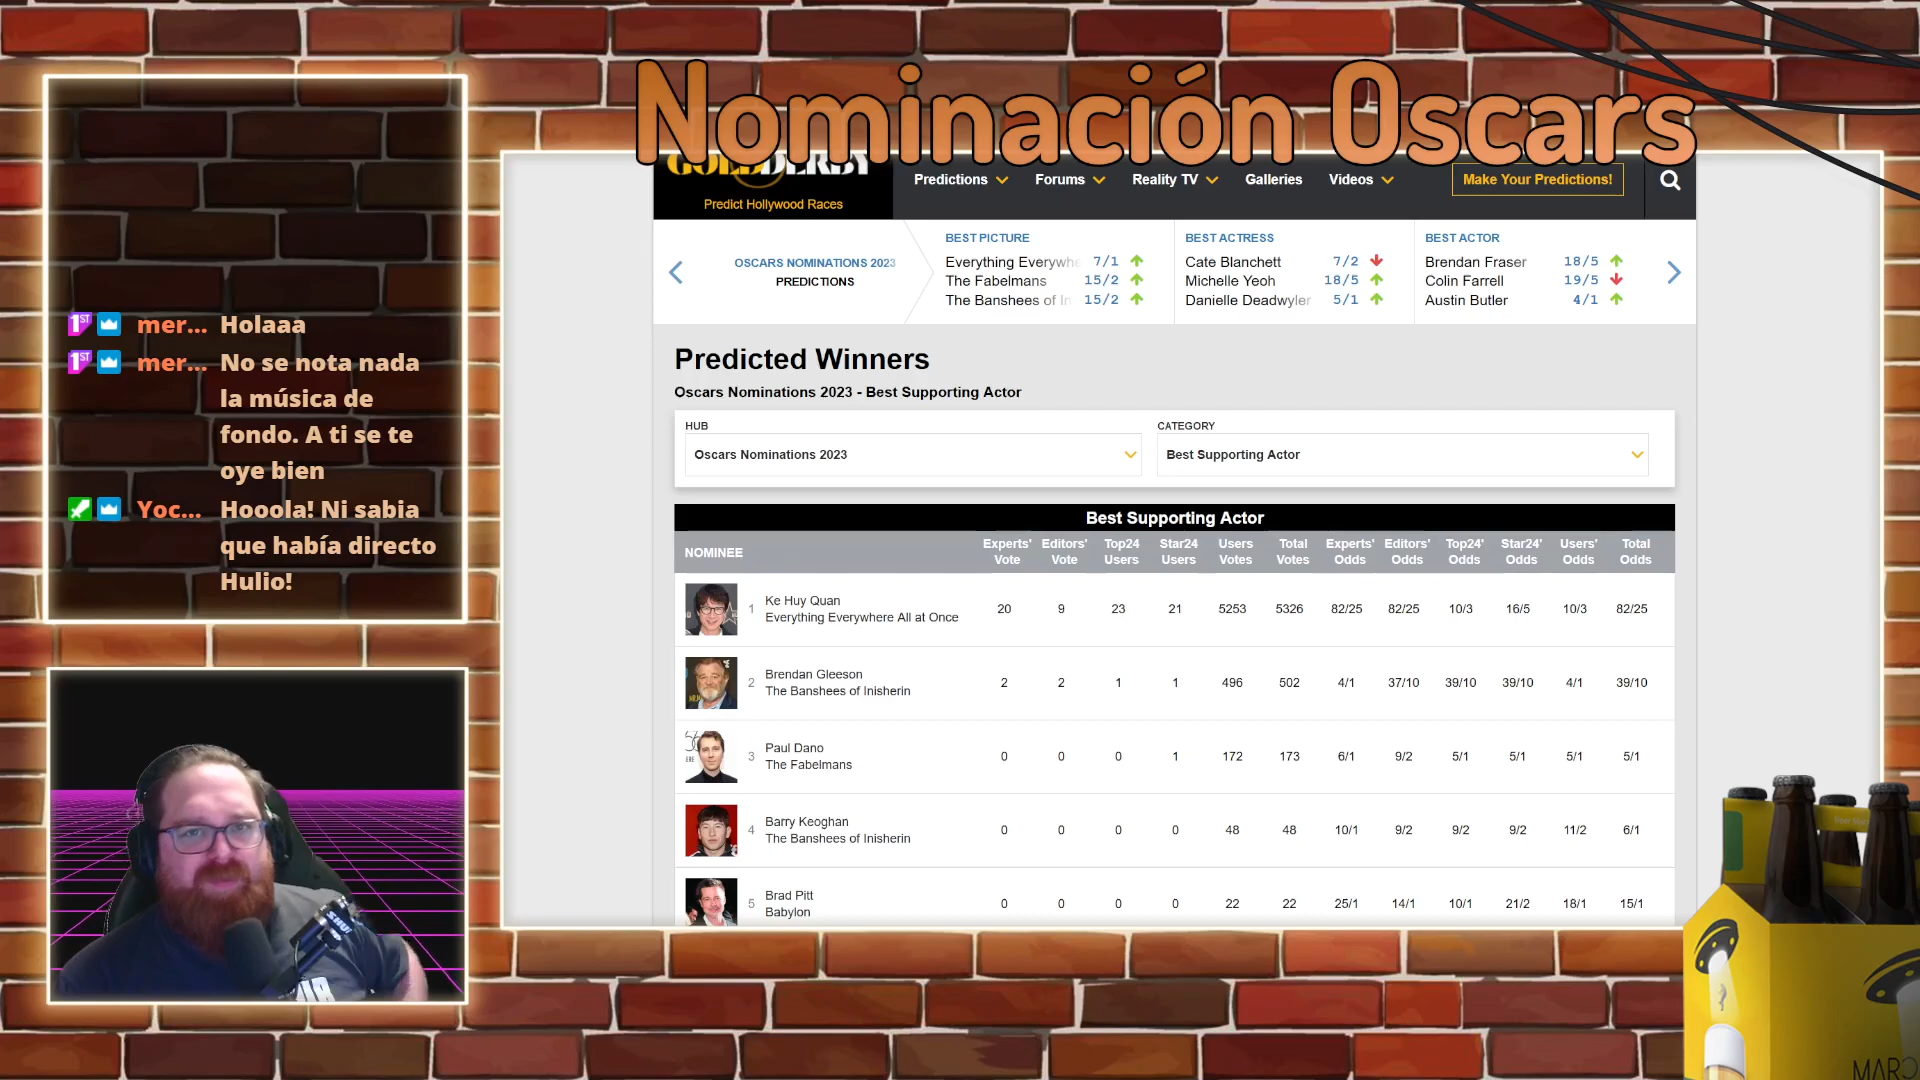 Nominación Oscars
GOLDDERBY
Predict Hollywood Races
Predictions
Forums
Reality TV
Galleries
Videos
Make Your Predictions!
OSCARS NOMINATIONS 2023
PREDICTIONS
BEST PICTURE
Everything Everywhe 7/1
The Fabelmans 15/2
The Banshees of In 15/2
BEST ACTRESS
Cate Blanchett 7/2
Michelle Yeoh 18/5
Danielle Deadwyler 5/1
BEST ACTOR
Brendan Fraser 18/5
Colin Farrell 19/5
Austin Butler 4/1
1ST mer... Holaaa
1ST mer... No se nota nada
la música de
fondo. A ti se te
oye bien
Yoc... Hooola! Ni sabia
que había directo
Hulio!
Predicted Winners
Oscars Nominations 2023 - Best Supporting Actor
HUB
Oscars Nominations 2023
CATEGORY
Best Supporting Actor
Best Supporting Actor
NOMINEE Experts' Vote Editors' Vote Top24 Users Star24 Users Users Votes Total Votes Experts' Odds Editors' Odds Top24' Odds Star24' Odds Users' Odds Total Odds
1 Ke Huy Quan
Everything Everywhere All at Once
20 9 23 21 5253 5326 82/25 82/25 10/3 16/5 10/3 82/25
2 Brendan Gleeson
The Banshees of Inisherin
2 2 1 1 496 502 4/1 37/10 39/10 39/10 4/1 39/10
3 Paul Dano
The Fabelmans
0 0 0 1 172 173 6/1 9/2 5/1 5/1 5/1 5/1
4 Barry Keoghan
The Banshees of Inisherin
0 0 0 0 48 48 10/1 9/2 9/2 9/2 11/2 6/1
5 Brad Pitt
Babylon
0 0 0 0 22 22 25/1 14/1 10/1 21/2 18/1 15/1